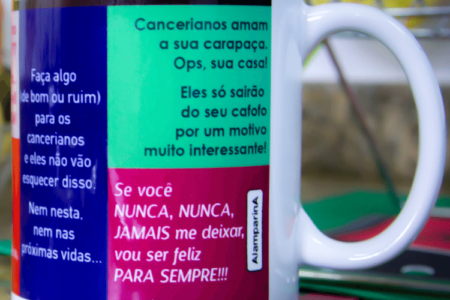 Faça algo
(de bom ou ruim)
para os
cancerianos
e eles não vão
esquecer disso.
Nem nesta,
nem nas
próximas vidas...
Cancerianos amam
a sua carapaça.
Ops, sua casa!
Eles só sairão
do seu cafofo
por um motivo
muito interessante!
Se você
NUNCA, NUNCA,
JAMAIS me deixar,
vou ser feliz
PARA SEMPRE!!!
AlamparinA